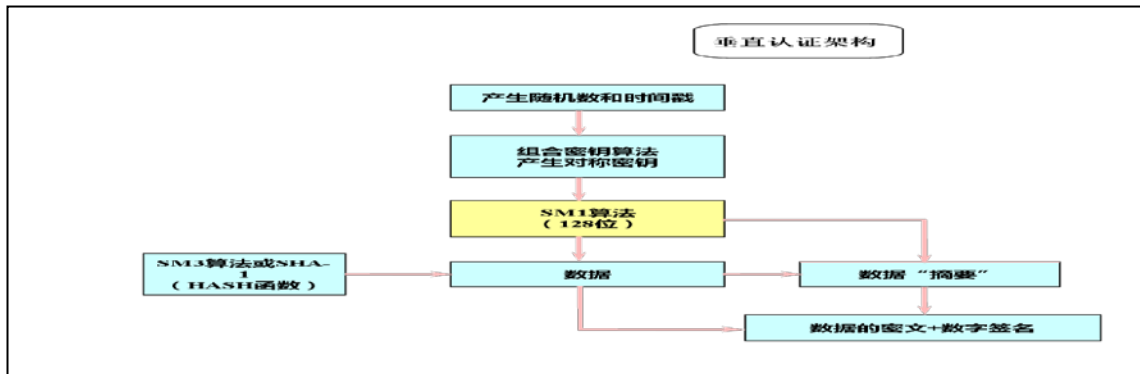 垂直认证架构
产生随机数和时间戳
组合密钥算法
产生对称密钥
SM1算法
（128位）
SM3算法或SHA-
1
（HASH函数）
数据
数据“摘要”
数据的密文+数字签名